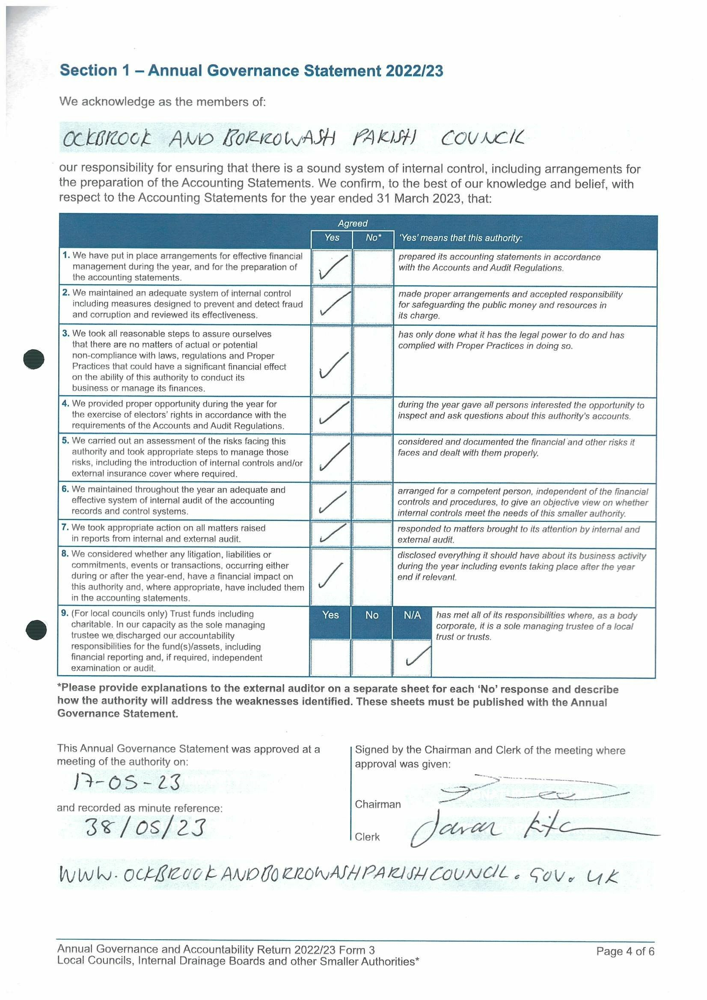 Section 1 – Annual Governance Statement 2022/23
We acknowledge as the members of:
OCKBROOK AND BORROWASH PARISH COUNCIL
our responsibility for ensuring that there is a sound system of internal control, including arrangements for
the preparation of the Accounting Statements. We confirm, to the best of our knowledge and belief, with
respect to the Accounting Statements for the year ended 31 March 2023, that:
Agreed
Yes No* 'Yes' means that this authority:
1. We have put in place arrangements for effective financial
management during the year, and for the preparation of
the accounting statements.
prepared its accounting statements in accordance
with the Accounts and Audit Regulations.
2. We maintained an adequate system of internal control
including measures designed to prevent and detect fraud
and corruption and reviewed its effectiveness.
made proper arrangements and accepted responsibility
for safeguarding the public money and resources in
its charge.
3. We took all reasonable steps to assure ourselves
that there are no matters of actual or potential
non-compliance with laws, regulations and Proper
Practices that could have a significant financial effect
on the ability of this authority to conduct its
business or manage its finances.
has only done what it has the legal power to do and has
complied with Proper Practices in doing so.
4. We provided proper opportunity during the year for
the exercise of electors' rights in accordance with the
requirements of the Accounts and Audit Regulations.
during the year gave all persons interested the opportunity to
inspect and ask questions about this authority's accounts.
5. We carried out an assessment of the risks facing this
authority and took appropriate steps to manage those
risks, including the introduction of internal controls and/or
external insurance cover where required.
considered and documented the financial and other risks it
faces and dealt with them properly.
6. We maintained throughout the year an adequate and
effective system of internal audit of the accounting
records and control systems.
arranged for a competent person, independent of the financial
controls and procedures, to give an objective view on whether
internal controls meet the needs of this smaller authority.
7. We took appropriate action on all matters raised
in reports from internal and external audit.
responded to matters brought to its attention by internal and
external audit.
8. We considered whether any litigation, liabilities or
commitments, events or transactions, occurring either
during or after the year-end, have a financial impact on
this authority and, where appropriate, have included them
in the accounting statements.
disclosed everything it should have about its business activity
during the year including events taking place after the year
end if relevant.
9. (For local councils only) Trust funds including
charitable. In our capacity as the sole managing
trustee we discharged our accountability
responsibilities for the fund(s)/assets, including
financial reporting and, if required, independent
examination or audit.
Yes No N/A
has met all of its responsibilities where, as a body
corporate, it is a sole managing trustee of a local
trust or trusts.
*Please provide explanations to the external auditor on a separate sheet for each 'No' response and describe
how the authority will address the weaknesses identified. These sheets must be published with the Annual
Governance Statement.
This Annual Governance Statement was approved at a
meeting of the authority on:
17-05-23
and recorded as minute reference:
38/05/23
Signed by the Chairman and Clerk of the meeting where
approval was given:
Chairman
Clerk
WWW.OCKBROOKANDBORROWASHPARISHCOUNCIL.GOV.UK
Annual Governance and Accountability Return 2022/23 Form 3
Local Councils, Internal Drainage Boards and other Smaller Authorities*
Page 4 of 6